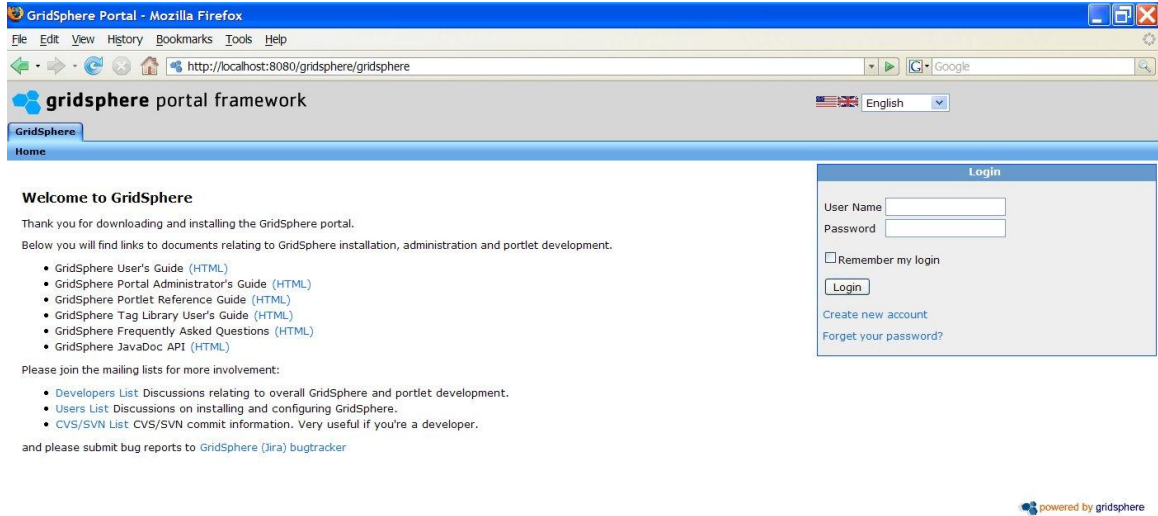 GridSphere Portal - Mozilla Firefox
File Edit View History Bookmarks Tools Help
http://localhost:8080/gridsphere/gridsphere
G Google
gridsphere portal framework
English
GridSphere
Home
Welcome to GridSphere
Thank you for downloading and installing the GridSphere portal.
Below you will find links to documents relating to GridSphere installation, administration and portlet development.
• GridSphere User's Guide (HTML)
• GridSphere Portal Administrator's Guide (HTML)
• GridSphere Portlet Reference Guide (HTML)
• GridSphere Tag Library User's Guide (HTML)
• GridSphere Frequently Asked Questions (HTML)
• GridSphere JavaDoc API (HTML)
Please join the mailing lists for more involvement:
• Developers List Discussions relating to overall GridSphere and portlet development.
• Users List Discussions on installing and configuring GridSphere.
• CVS/SVN List CVS/SVN commit information. Very useful if you're a developer.
and please submit bug reports to GridSphere (Jira) bugtracker
Login
User Name
Password
Remember my login
Login
Create new account
Forget your password?
powered by gridsphere